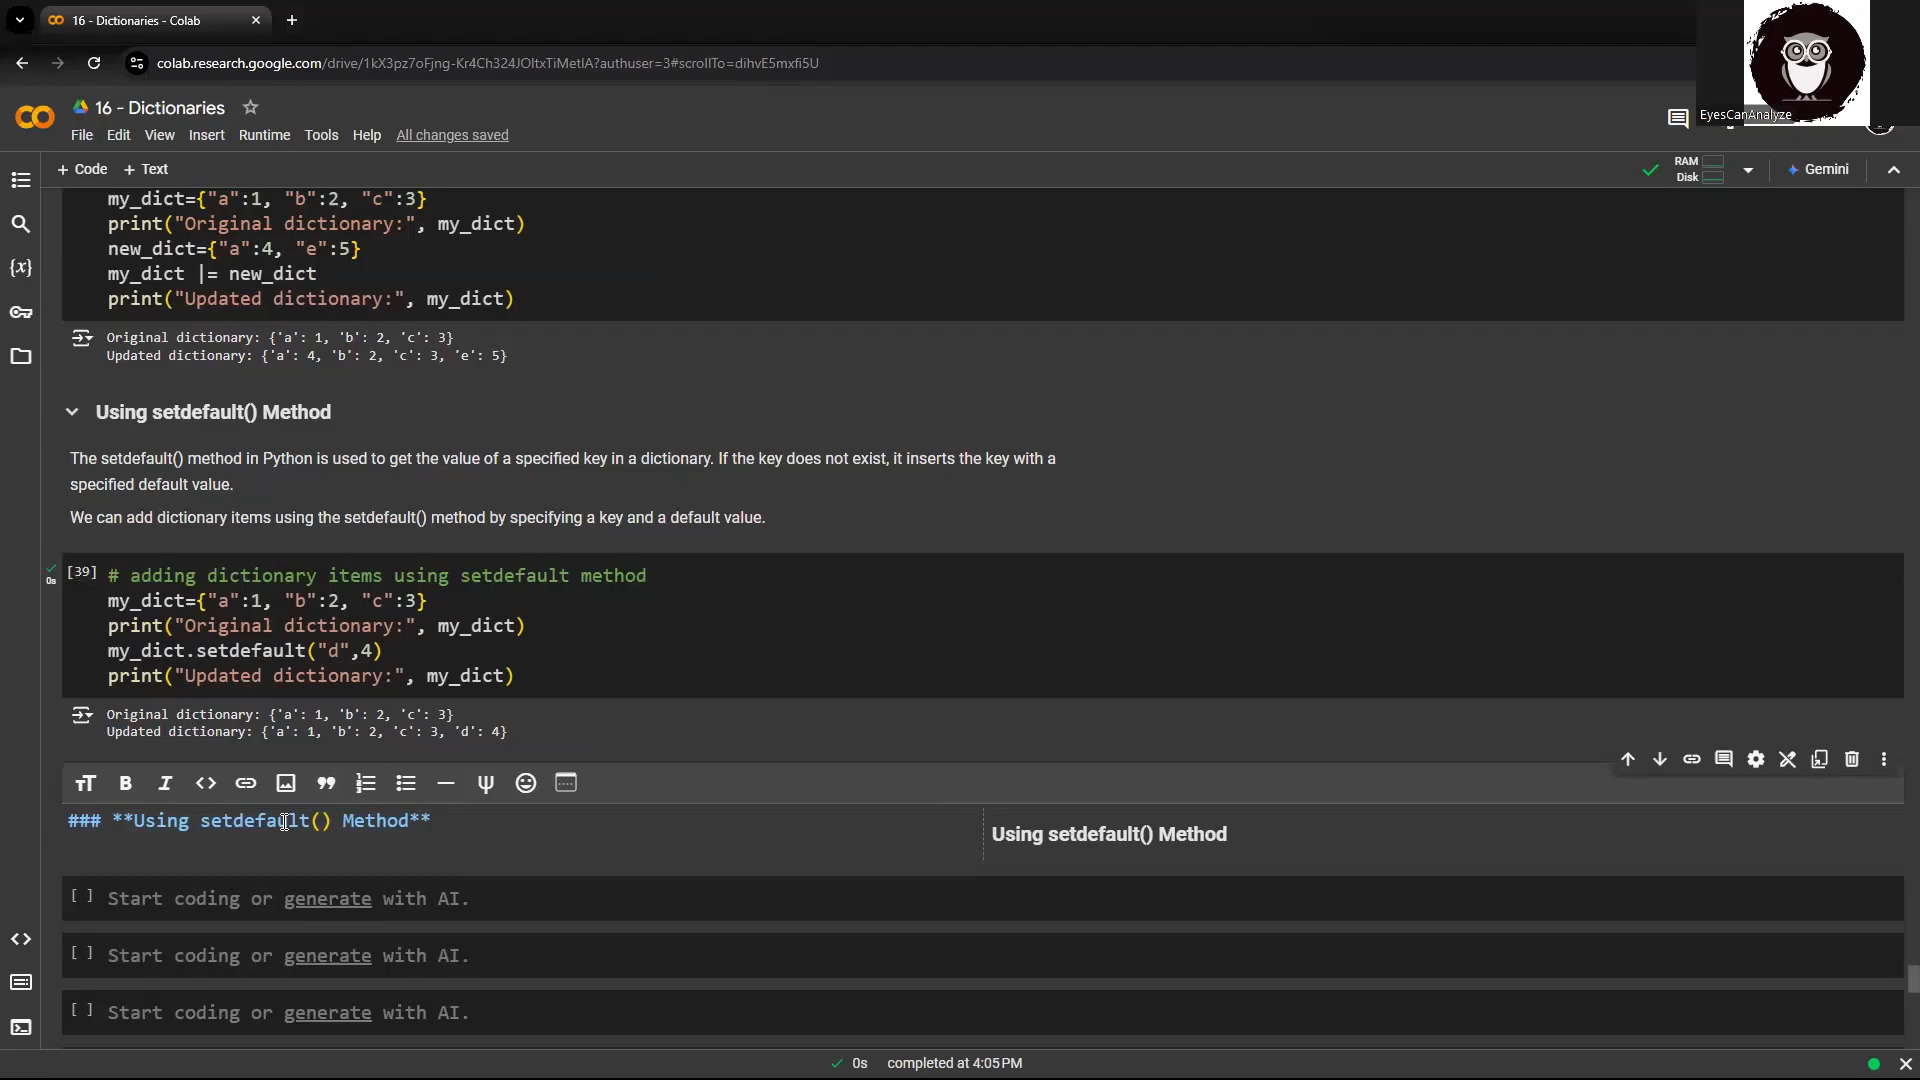 16 - Dictionaries - Colab
colab.research.google.com/drive/1kX3pz7oFjng-Kr4Ch324JOltxTiMetlA?authuser=3#scrollTo=dihvE5mxfi5U
EyesCanAnalyze
16 - Dictionaries
File Edit View Insert Runtime Tools Help All changes saved
+ Code + Text
RAM
Disk
Gemini
my_dict={"a":1, "b":2, "c":3}
print("Original dictionary:", my_dict)
new_dict={"a":4, "e":5}
my_dict |= new_dict
print("Updated dictionary:", my_dict)
Original dictionary: {'a': 1, 'b': 2, 'c': 3}
Updated dictionary: {'a': 4, 'b': 2, 'c': 3, 'e': 5}
Using setdefault() Method
The setdefault() method in Python is used to get the value of a specified key in a dictionary. If the key does not exist, it inserts the key with a
specified default value.
We can add dictionary items using the setdefault() method by specifying a key and a default value.
[39] # adding dictionary items using setdefault method
0s
my_dict={"a":1, "b":2, "c":3}
print("Original dictionary:", my_dict)
my_dict.setdefault("d",4)
print("Updated dictionary:", my_dict)
Original dictionary: {'a': 1, 'b': 2, 'c': 3}
Updated dictionary: {'a': 1, 'b': 2, 'c': 3, 'd': 4}
### **Using setdefault() Method**
Using setdefault() Method
[ ] Start coding or generate with AI.
[ ] Start coding or generate with AI.
[ ] Start coding or generate with AI.
0s completed at 4:05 PM